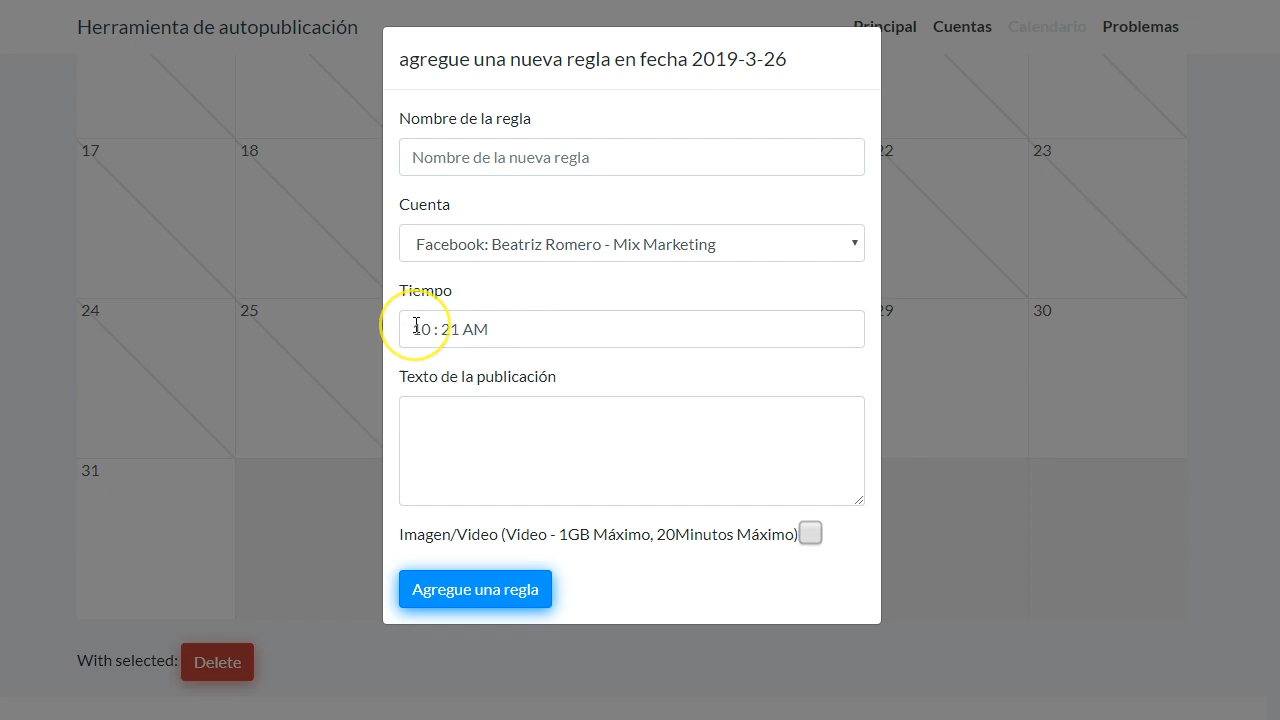 Herramienta de autopublicación
Principal Cuentas Calendario Problemas
agregue una nueva regla en fecha 2019-3-26
Nombre de la regla
Nombre de la nueva regla
Cuenta
Facebook: Beatriz Romero - Mix Marketing
Tiempo
10 : 21 AM
Texto de la publicación
Imagen/Video (Video - 1GB Máximo, 20Minutos Máximo)
Agregue una regla
17 18 22 23
24 25 29 30
31
With selected: Delete